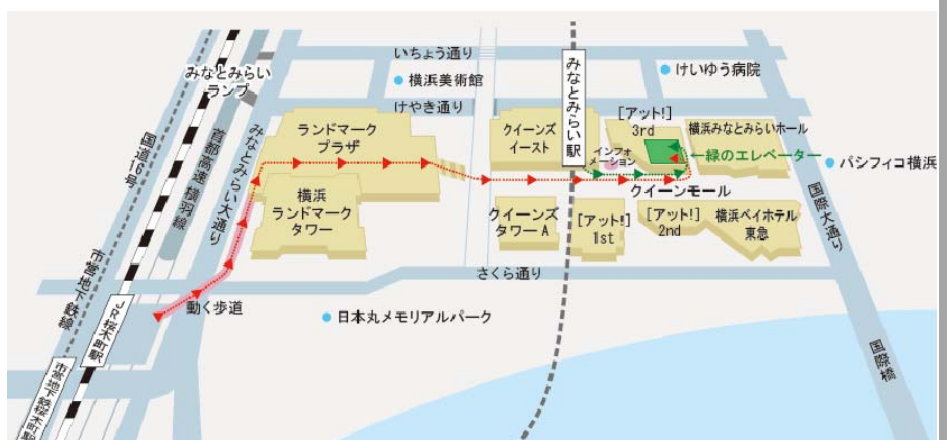 いちょう通り
みなとみらい
ランプ
横浜美術館
けいゆう病院
けやき通り
みなとみらい駅
国道16号
首都高速 横羽線
みなとみらい大通り
ランドマーク
プラザ
クイーンズ
イースト
[アット!]
3rd
横浜みなとみらいホール
インフォ
メーション
←緑のエレベーター
パシフィコ横浜
クイーンモール
横浜
ランドマーク
タワー
クイーンズ
タワー A
[アット!]
1st
[アット!]
2nd
横浜ベイホテル
東急
国際大通り
市営地下鉄線
さくら通り
動く歩道
日本丸メモリアルパーク
JR桜木町駅
市営地下鉄桜木町駅
国際橋